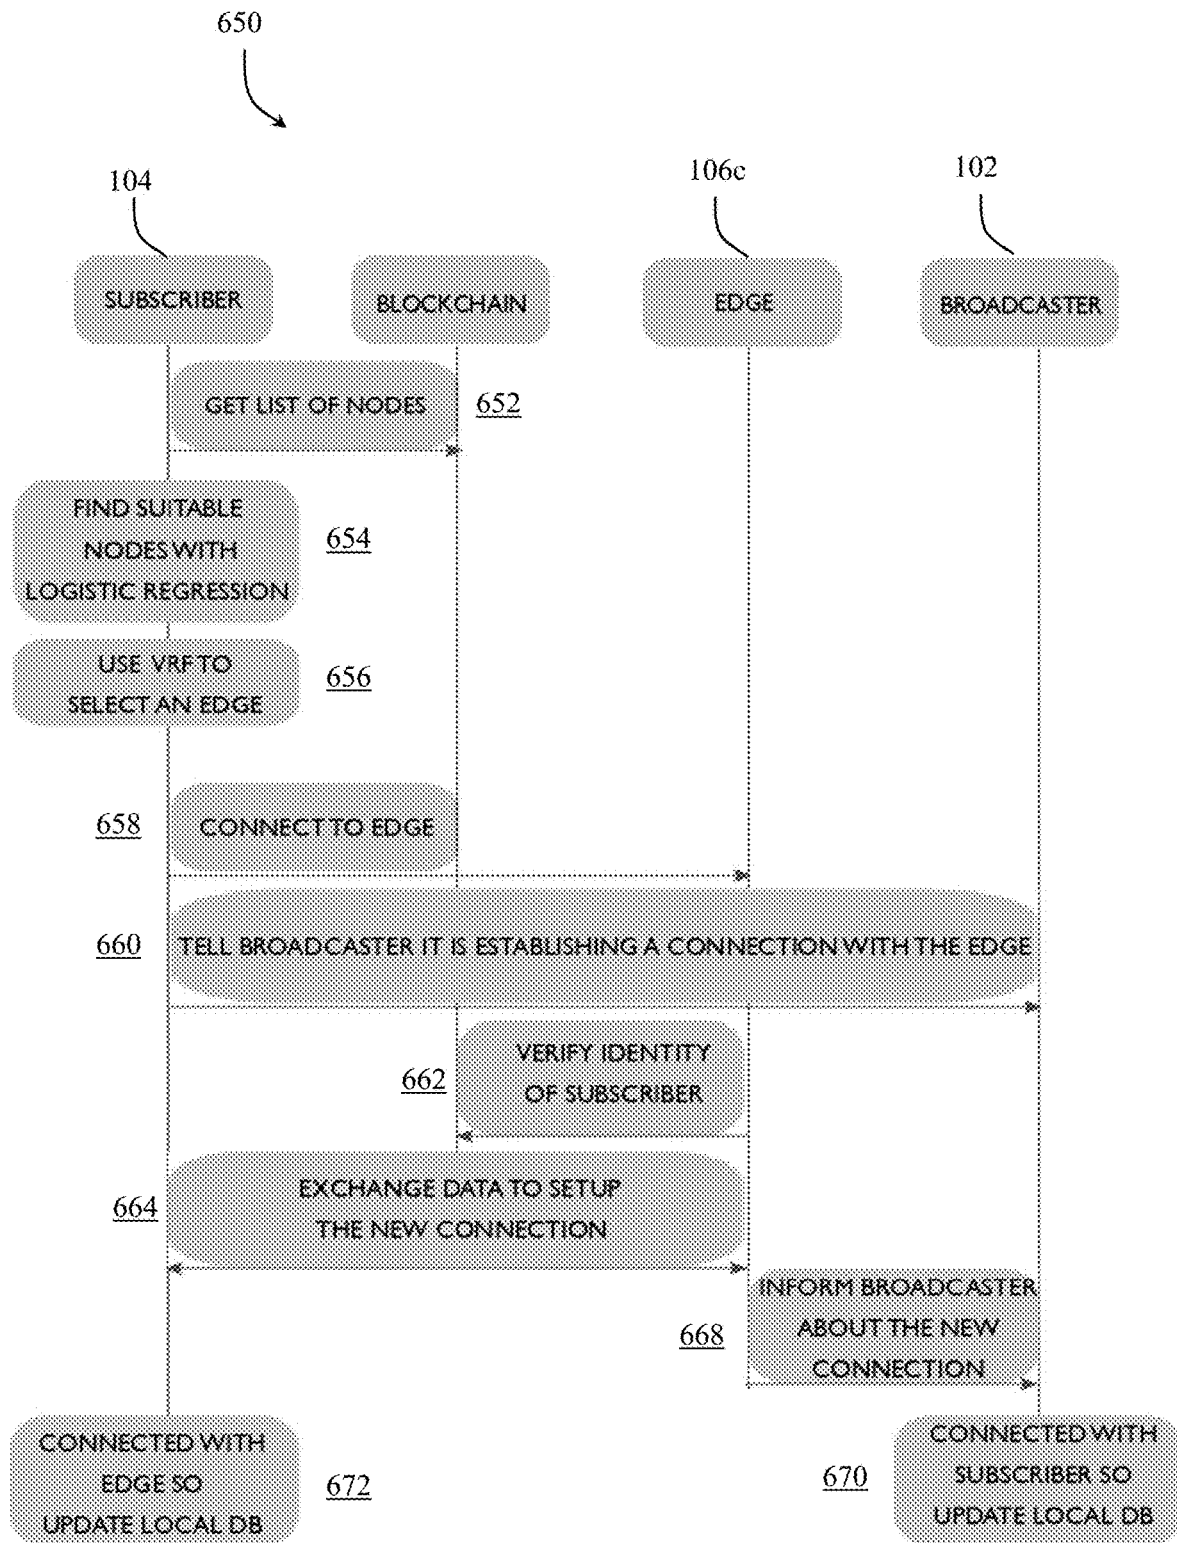 650
104
106c
102
SUBSCRIBER
BLOCKCHAIN
EDGE
BROADCASTER
GET LIST OF NODES
652
FIND SUITABLE
NODES WITH
LOGISTIC REGRESSION
654
USE VRF TO
SELECT AN EDGE
656
658
CONNECT TO EDGE
660
TELL BROADCASTER IT IS ESTABLISHING A CONNECTION WITH THE EDGE
662
VERIFY IDENTITY
OF SUBSCRIBER
664
EXCHANGE DATA TO SETUP
THE NEW CONNECTION
668
INFORM BROADCASTER
ABOUT THE NEW
CONNECTION
CONNECTED WITH
EDGE SO
UPDATE LOCAL DB
672
670
CONNECTED WITH
SUBSCRIBER SO
UPDATE LOCAL DB